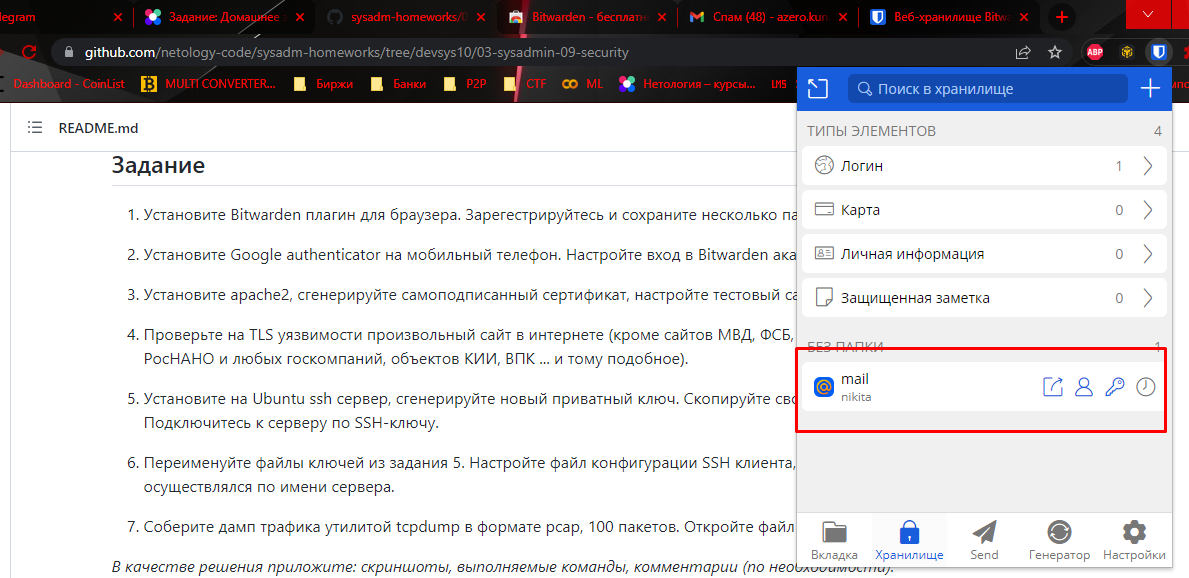 legram
Задание: Домашнее з
sysadm-homeworks/0
Bitwarden - бесплатн
Спам (48) - azero.kun
Веб-хранилище Bitwa
github.com/netology-code/sysadm-homeworks/tree/devsys10/03-sysadmin-09-security
ABP
Dashboard - CoinList
MULTI CONVERTER...
Биржи
Банки
P2P
CTF
ML
Нетология – курсы...
LMS
README.md
Задание
1. Установите Bitwarden плагин для браузера. Зарегестрируйтесь и сохраните несколько па
2. Установите Google authenticator на мобильный телефон. Настройте вход в Bitwarden ака
3. Установите apache2, сгенерируйте самоподписанный сертификат, настройте тестовый са
4. Проверьте на TLS уязвимости произвольный сайт в интернете (кроме сайтов МВД, ФСБ,
РосНАНО и любых госкомпаний, объектов КИИ, ВПК ... и тому подобное).
5. Установите на Ubuntu ssh сервер, сгенерируйте новый приватный ключ. Скопируйте сво
Подключитесь к серверу по SSH-ключу.
6. Переименуйте файлы ключей из задания 5. Настройте файл конфигурации SSH клиента,
осуществлялся по имени сервера.
7. Соберите дамп трафика утилитой tcpdump в формате pcap, 100 пакетов. Откройте файл
В качестве решения приложите: скриншоты, выполняемые команды, комментарии (по необходимости).
Поиск в хранилище
ТИПЫ ЭЛЕМЕНТОВ 4
Логин 1
Карта 0
Личная информация 0
Защищенная заметка 0
БЕЗ ПАПКИ 1
mail
nikita
Вкладка
Хранилище
Send
Генератор
Настройки